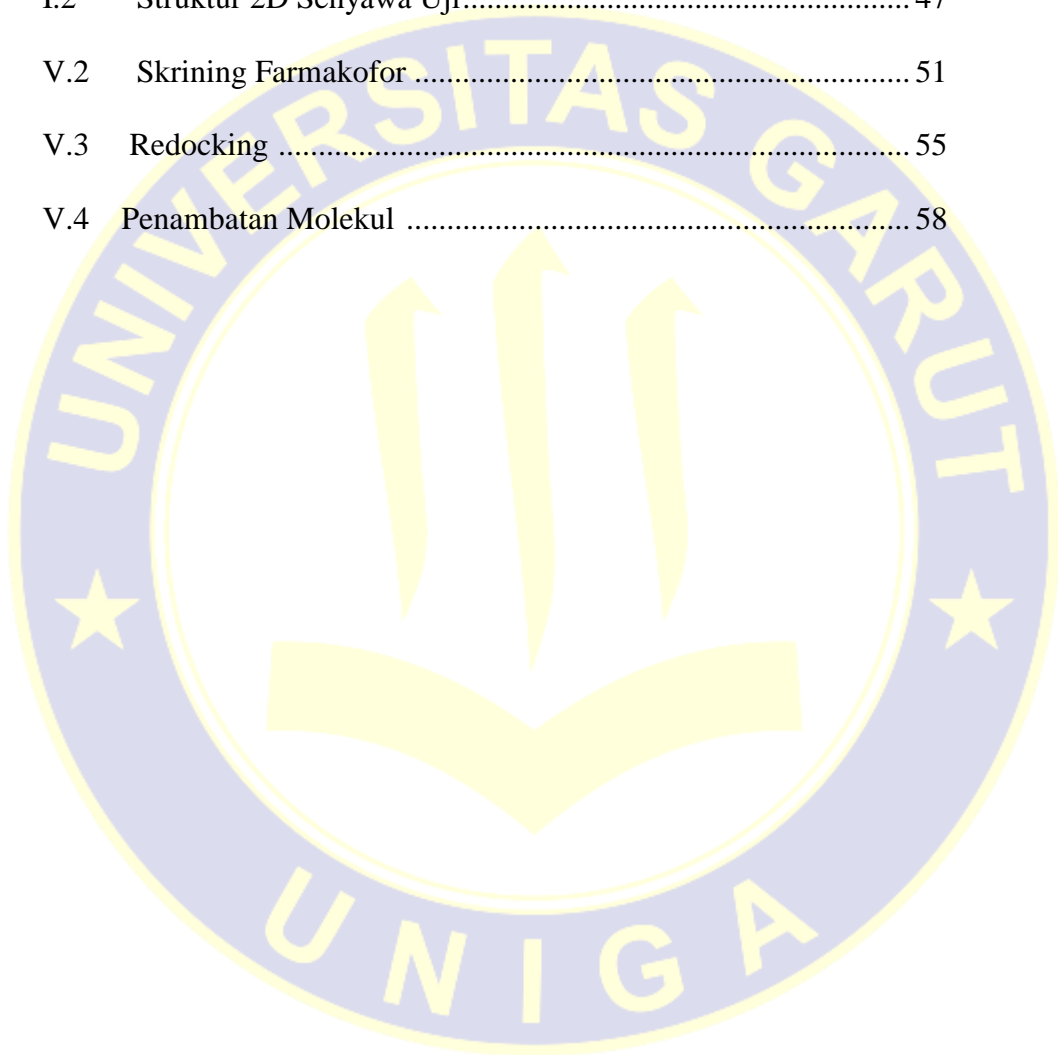 I.2 Struktur 2D Senyawa Uji..................................................................... 47
V.2 Skrining Farmakofor ........................................................................... 51
V.3 Redocking ............................................................................................... 55
V.4 Penambatan Molekul ............................................................................ 58
UNIVERSITAS GARUT
UNIGA